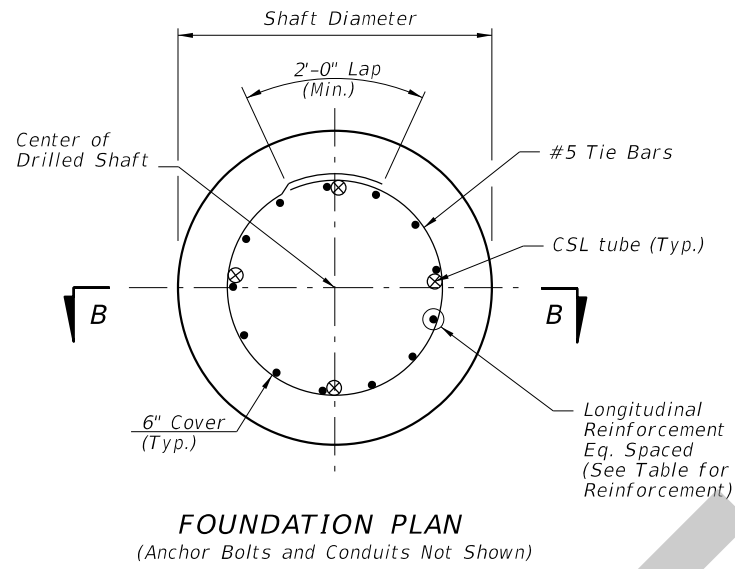 Shaft Diameter
2'-0" Lap
(Min.)
Center of
Drilled Shaft
#5 Tie Bars
CSL tube (Typ.)
B
B
6" Cover
(Typ.)
Longitudinal
Reinforcement
Eq. Spaced
(See Table for
Reinforcement)
FOUNDATION PLAN
(Anchor Bolts and Conduits Not Shown)